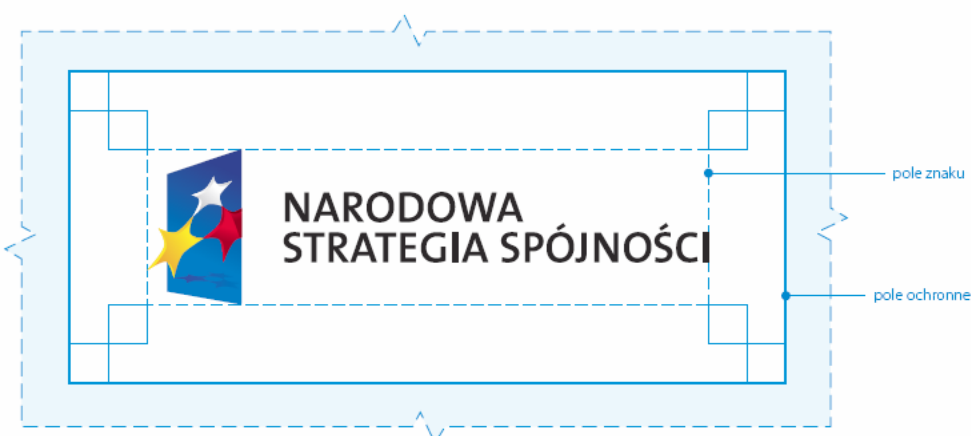 pole znaku
NARODOWA
STRATEGIA SPÓJNOŚCI
pole ochronne